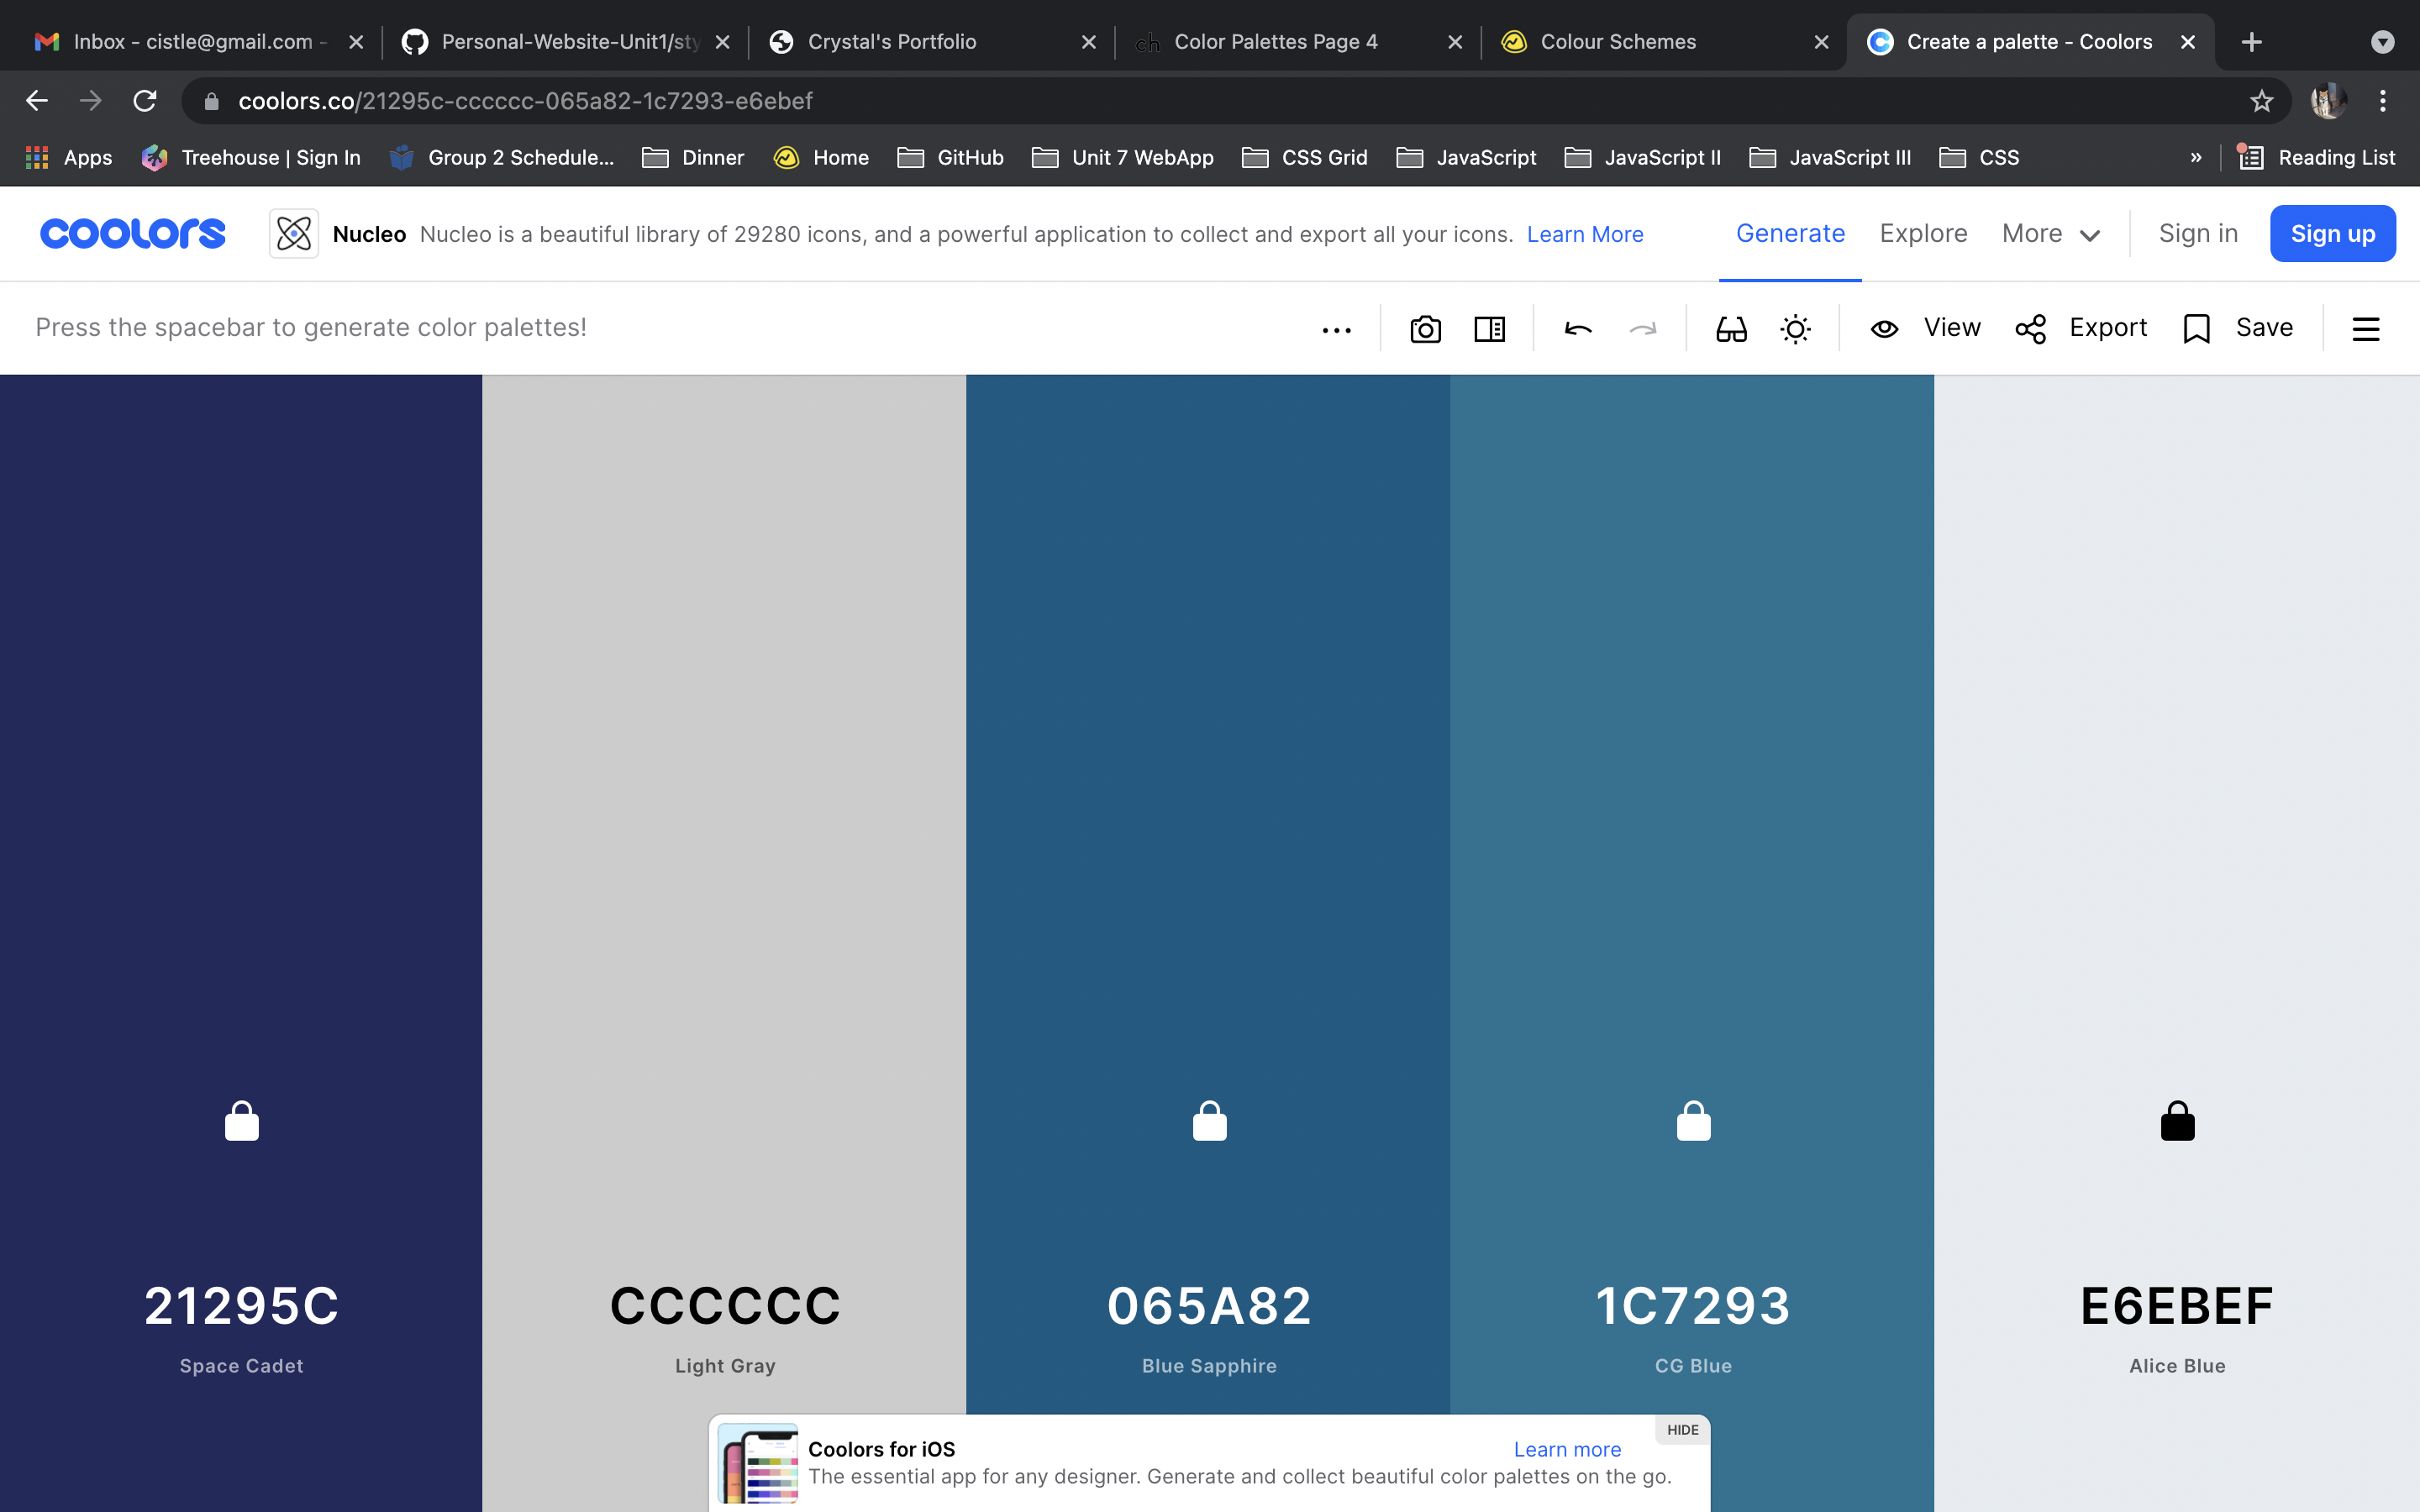 Inbox - cistle@gmail.com -
Personal-Website-Unit1/sty
Crystal's Portfolio
ch
Color Palettes Page 4
Colour Schemes
Create a palette - Coolors
coolors.co/21295c-cccccc-065a82-1c7293-e6ebef
Apps
Treehouse | Sign In
Group 2 Schedule...
Dinner
Home
GitHub
Unit 7 WebApp
CSS Grid
JavaScript
JavaScript II
JavaScript III
CSS
»
Reading List
coolors
Nucleo
Nucleo is a beautiful library of 29280 icons, and a powerful application to collect and export all your icons.
Learn More
Generate
Explore
More
Sign in
Sign up
Press the spacebar to generate color palettes!
View
Export
Save
21295C
CCCCCC
065A82
1C7293
E6EBEF
Space Cadet
Light Gray
Blue Sapphire
CG Blue
Alice Blue
HIDE
Coolors for iOS
Learn more
The essential app for any designer. Generate and collect beautiful color palettes on the go.